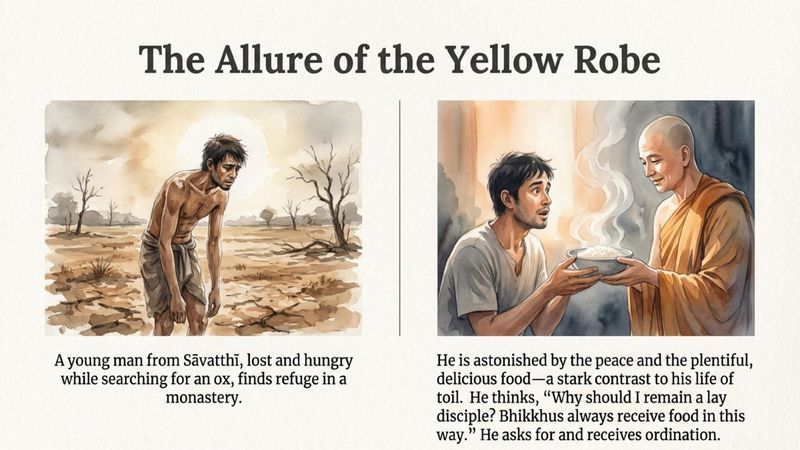 The Allure of the Yellow Robe
A young man from Sāvatthī, lost and hungry
while searching for an ox, finds refuge in a
monastery.
He is astonished by the peace and the plentiful,
delicious food—a stark contrast to his life of
toil.  He thinks, “Why should I remain a lay
disciple? Bhikkhus always receive food in this
way.” He asks for and receives ordination.